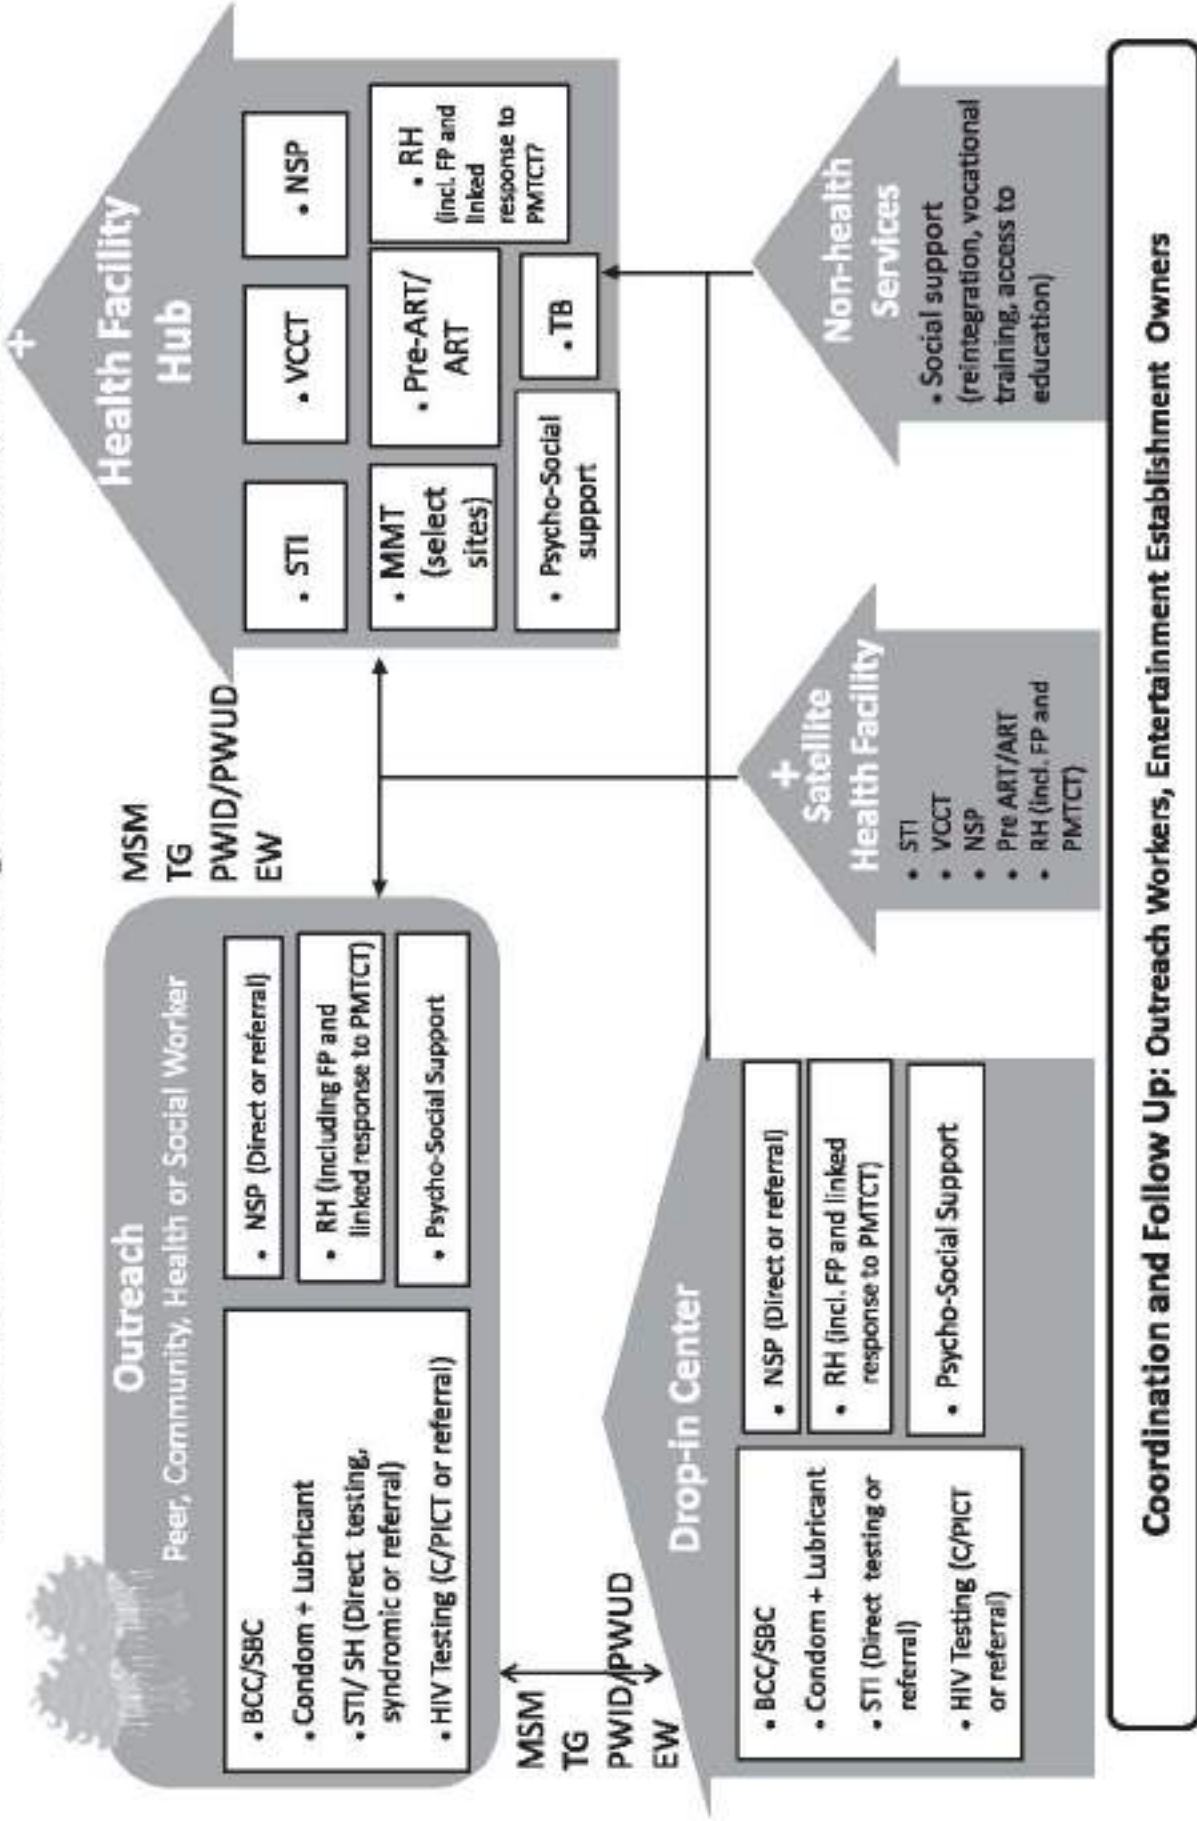 Outreach
Peer, Community, Health or Social Worker
• BCC/SBC
• Condom + Lubricant
• STI/ SH (Direct testing,
syndromic or referral)
• HIV Testing (C/PICT or referral)
• NSP (Direct or referral)
• RH (Including FP and
linked response to PMTCT)
• Psycho-Social Support
MSM
TG
PWID/PWUD
EW
+
Health Facility
Hub
• STI
• VCCT
• NSP
• MMT
(select
sites)
• Pre-ART/
ART
• RH
(incl. FP and
linked
response to
PMTCT?
• Psycho-Social
support
• TB
MSM
TG
PWID/PWUD
EW
Drop-in Center
• BCC/SBC
• Condom + Lubricant
• STI (Direct testing or
referral)
• HIV Testing (C/PICT
or referral)
• NSP (Direct or referral)
• RH (incl. FP and linked
response to PMTCT)
• Psycho-Social Support
+
Satellite
Health Facility
• STI
• VCCT
• NSP
• Pre ART/ART
• RH (incl. FP and
PMTCT)
Non-health
Services
• Social support
(reintegration, vocational
training, access to
education)
Coordination and Follow Up: Outreach Workers, Entertainment Establishment Owners